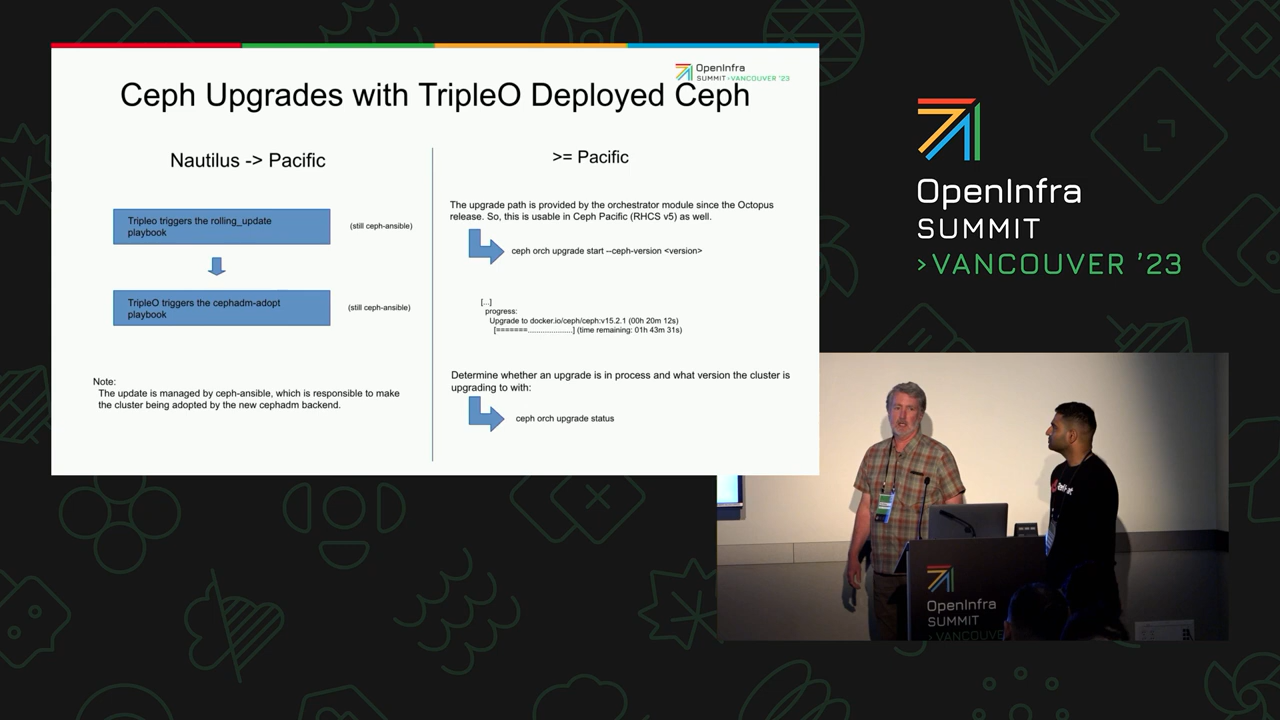 OpenInfra
SUMMIT >VANCOUVER '23
Ceph Upgrades with TripleO Deployed Ceph
Nautilus -> Pacific
Tripleo triggers the rolling_update
playbook
(still ceph-ansible)
TripleO triggers the cephadm-adopt
playbook
(still ceph-ansible)
Note:
The update is managed by ceph-ansible, which is responsible to make
the cluster being adopted by the new cephadm backend.
>= Pacific
The upgrade path is provided by the orchestrator module since the Octopus
release. So, this is usable in Ceph Pacific (RHCS v5) as well.
ceph orch upgrade start --ceph-version <version>
[...]
progress:
Upgrade to docker.io/ceph/ceph:v15.2.1 (00h 20m 12s)
[=======.....................] (time remaining: 01h 43m 31s)
Determine whether an upgrade is in process and what version the cluster is
upgrading to with:
ceph orch upgrade status
OpenInfra
SUMMIT
>VANCOUVER '23
OpenInfra
SUMMIT
>VANCOUVE